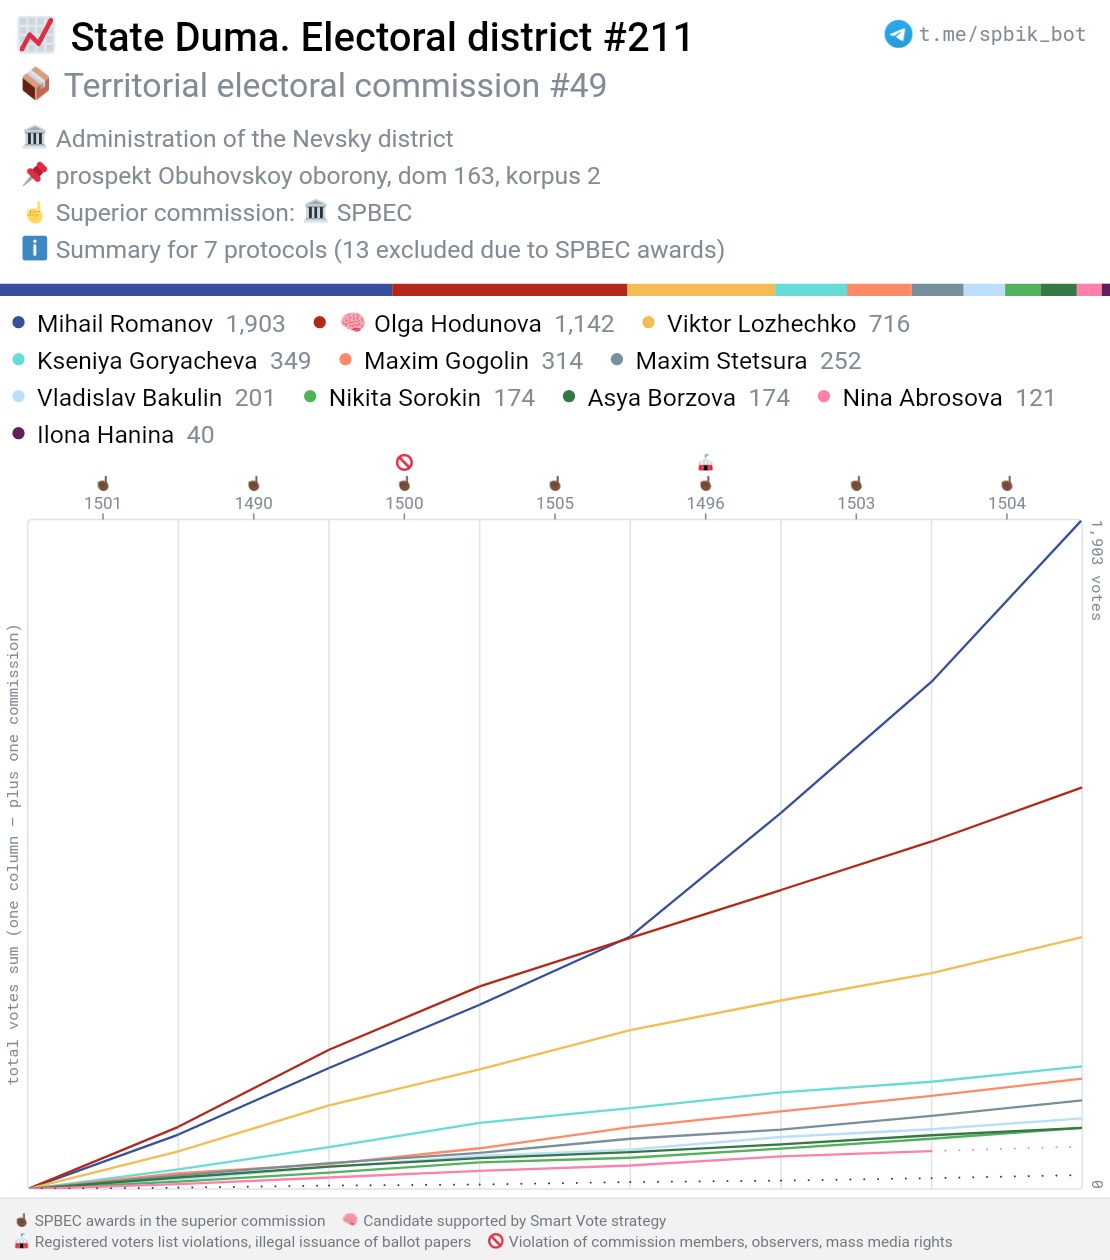 State Duma. Electoral district #211
t.me/spbik_bot
Territorial electoral commission #49
Administration of the Nevsky district
prospekt Obuhovskoy oborony, dom 163, korpus 2
Superior commission: SPBEC
Summary for 7 protocols (13 excluded due to SPBEC awards)
Mihail Romanov 1,903 Olga Hodunova 1,142 Viktor Lozhechko 716
Kseniya Goryacheva 349 Maxim Gogolin 314 Maxim Stetsura 252
Vladislav Bakulin 201 Nikita Sorokin 174 Asya Borzova 174 Nina Abrosova 121
Ilona Hanina 40
1501 1490 1500 1505 1496 1503 1504
1,903 votes
total votes sum (one column — plus one commission)
0
SPBEC awards in the superior commission Candidate supported by Smart Vote strategy
Registered voters list violations, illegal issuance of ballot papers Violation of commission members, observers, mass media rights